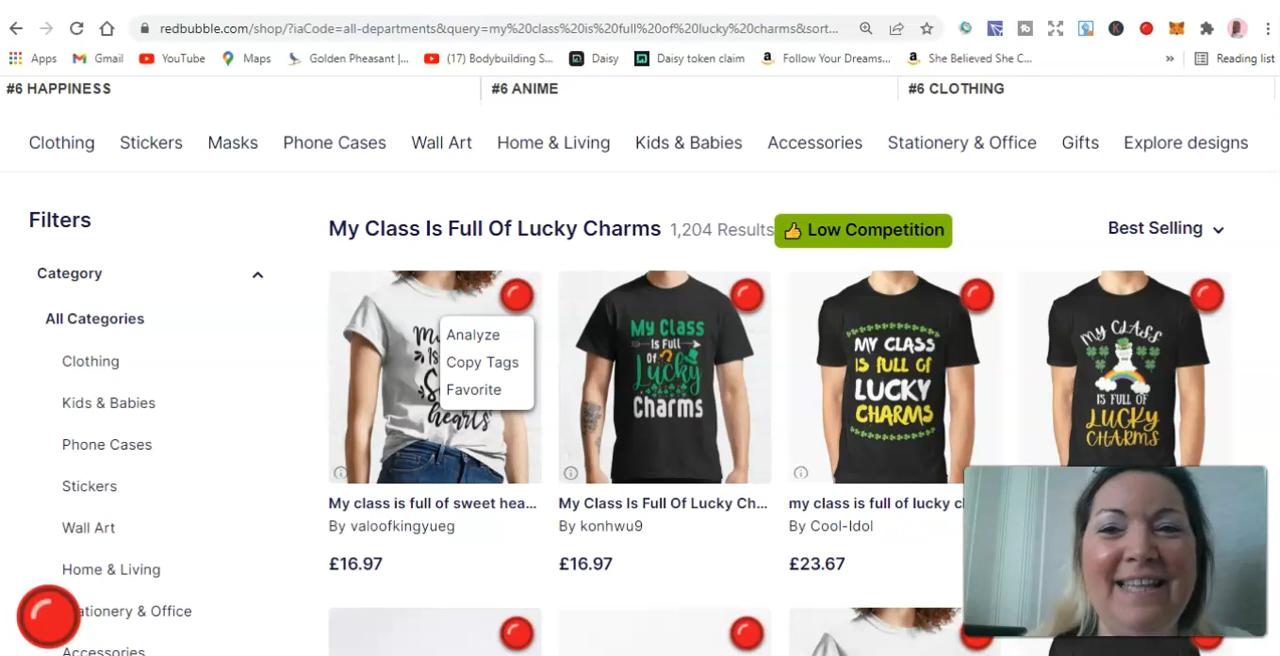 redbubble.com/shop/?iaCode=all-departments&query=my%20class%20is%20full%20of%20lucky%20charms&sort...
Apps Gmail YouTube Maps Golden Pheasant |... (17) Bodybuilding S... Daisy Daisy token claim Follow Your Dreams... She Believed She C... » Reading list
#6 HAPPINESS #6 ANIME #6 CLOTHING
Clothing Stickers Masks Phone Cases Wall Art Home & Living Kids & Babies Accessories Stationery & Office Gifts Explore designs
Filters
My Class Is Full Of Lucky Charms 1,204 Results Low Competition Best Selling
Category
All Categories
Clothing
Kids & Babies
Phone Cases
Stickers
Wall Art
Home & Living
Stationery & Office
Accessories
Analyze
Copy Tags
Favorite
hearts
My Class
Is Full
Of
Lucky
Charms
MY CLASS
IS FULL OF
LUCKY
CHARMS
MY CLASS
IS FULL OF
LUCKY
CHARMS
My class is full of sweet hea... My Class Is Full Of Lucky Ch... my class is full of lucky c
By valoofkingyueg By konhwu9 By Cool-Idol
£16.97 £16.97 £23.67